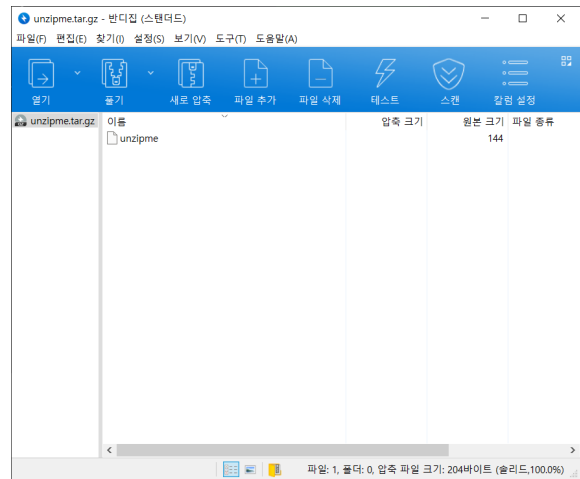 unzipme.tar.gz - 반디집 (스탠더드)
파일(F) 편집(E) 찾기(I) 설정(S) 보기(V) 도구(T) 도움말(A)
열기 풀기 새로 압축 파일 추가 파일 삭제 테스트 스캔 칼럼 설정
unzipme.tar.gz 이름 압축 크기 원본 크기 파일 종류
unzipme 144
파일: 1, 폴더: 0, 압축 파일 크기: 204바이트 (솔리드,100.0%)